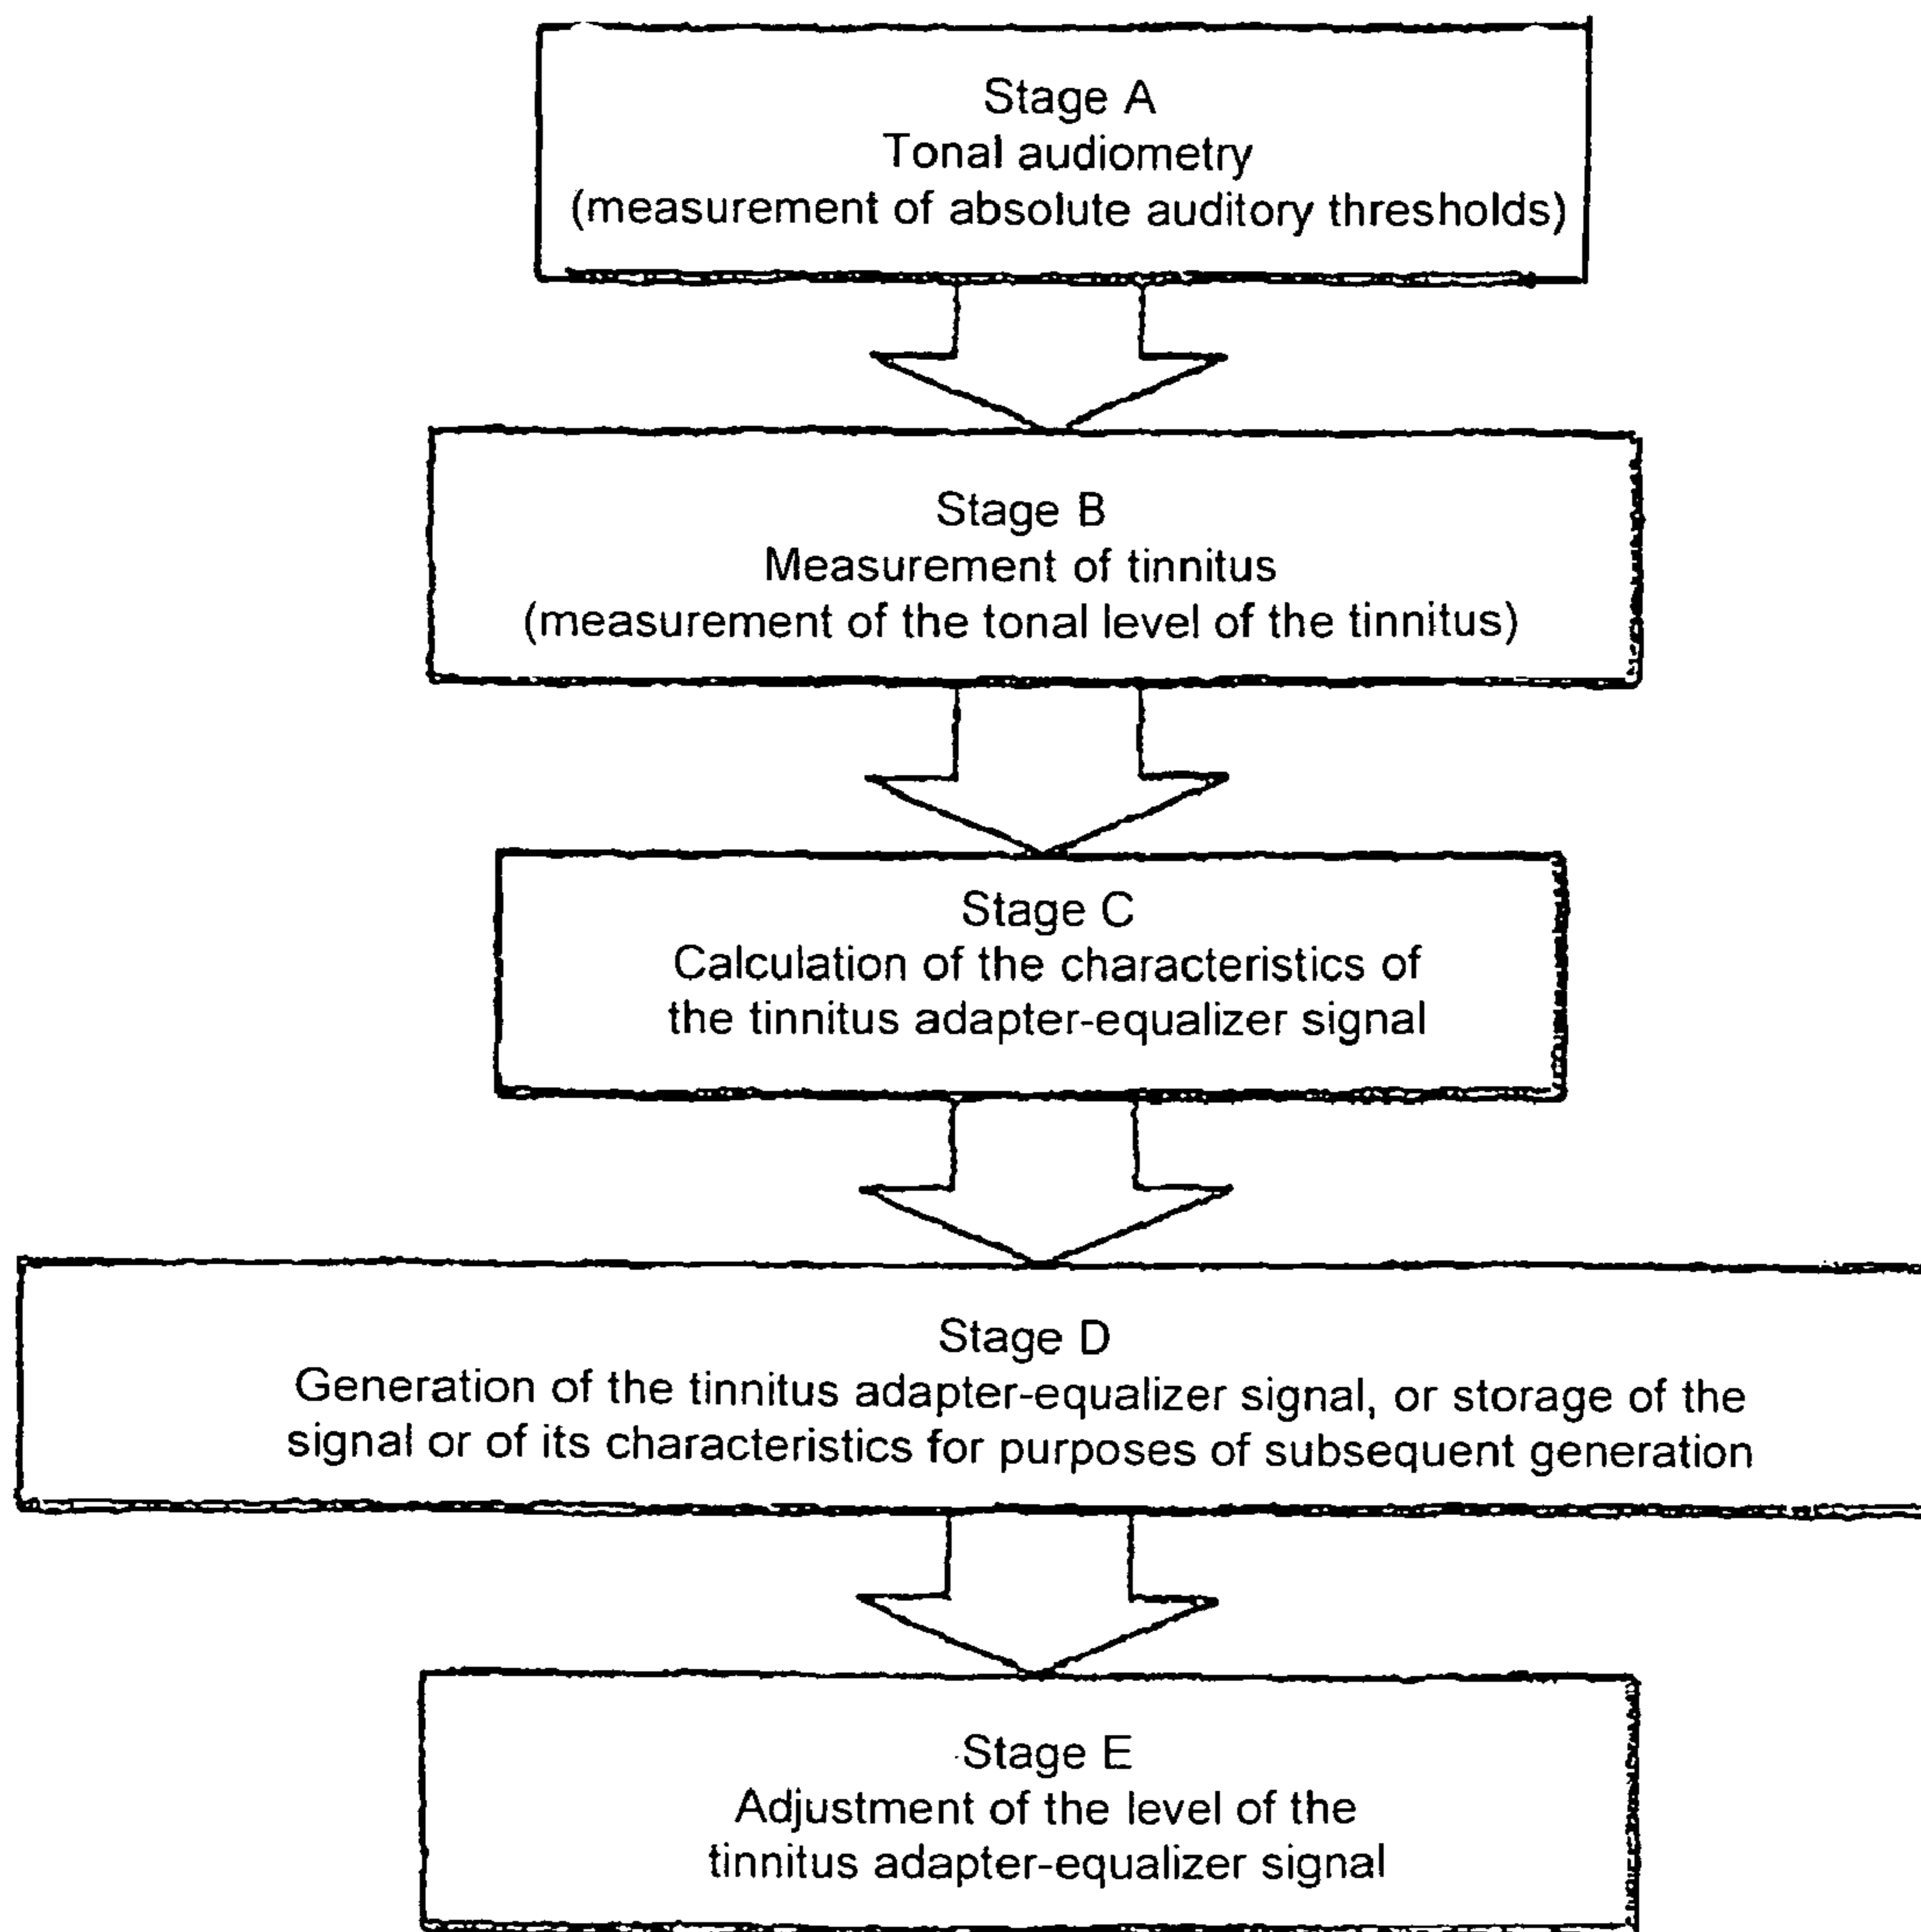 Stage A
Tonal audiometry
(measurement of absolute auditory thresholds)
Stage B
Measurement of tinnitus
(measurement of the tonal level of the tinnitus)
Stage C
Calculation of the characteristics of
the tinnitus adapter-equalizer signal
Stage D
Generation of the tinnitus adapter-equalizer signal, or storage of the
signal or of its characteristics for purposes of subsequent generation
Stage E
Adjustment of the level of the
tinnitus adapter-equalizer signal